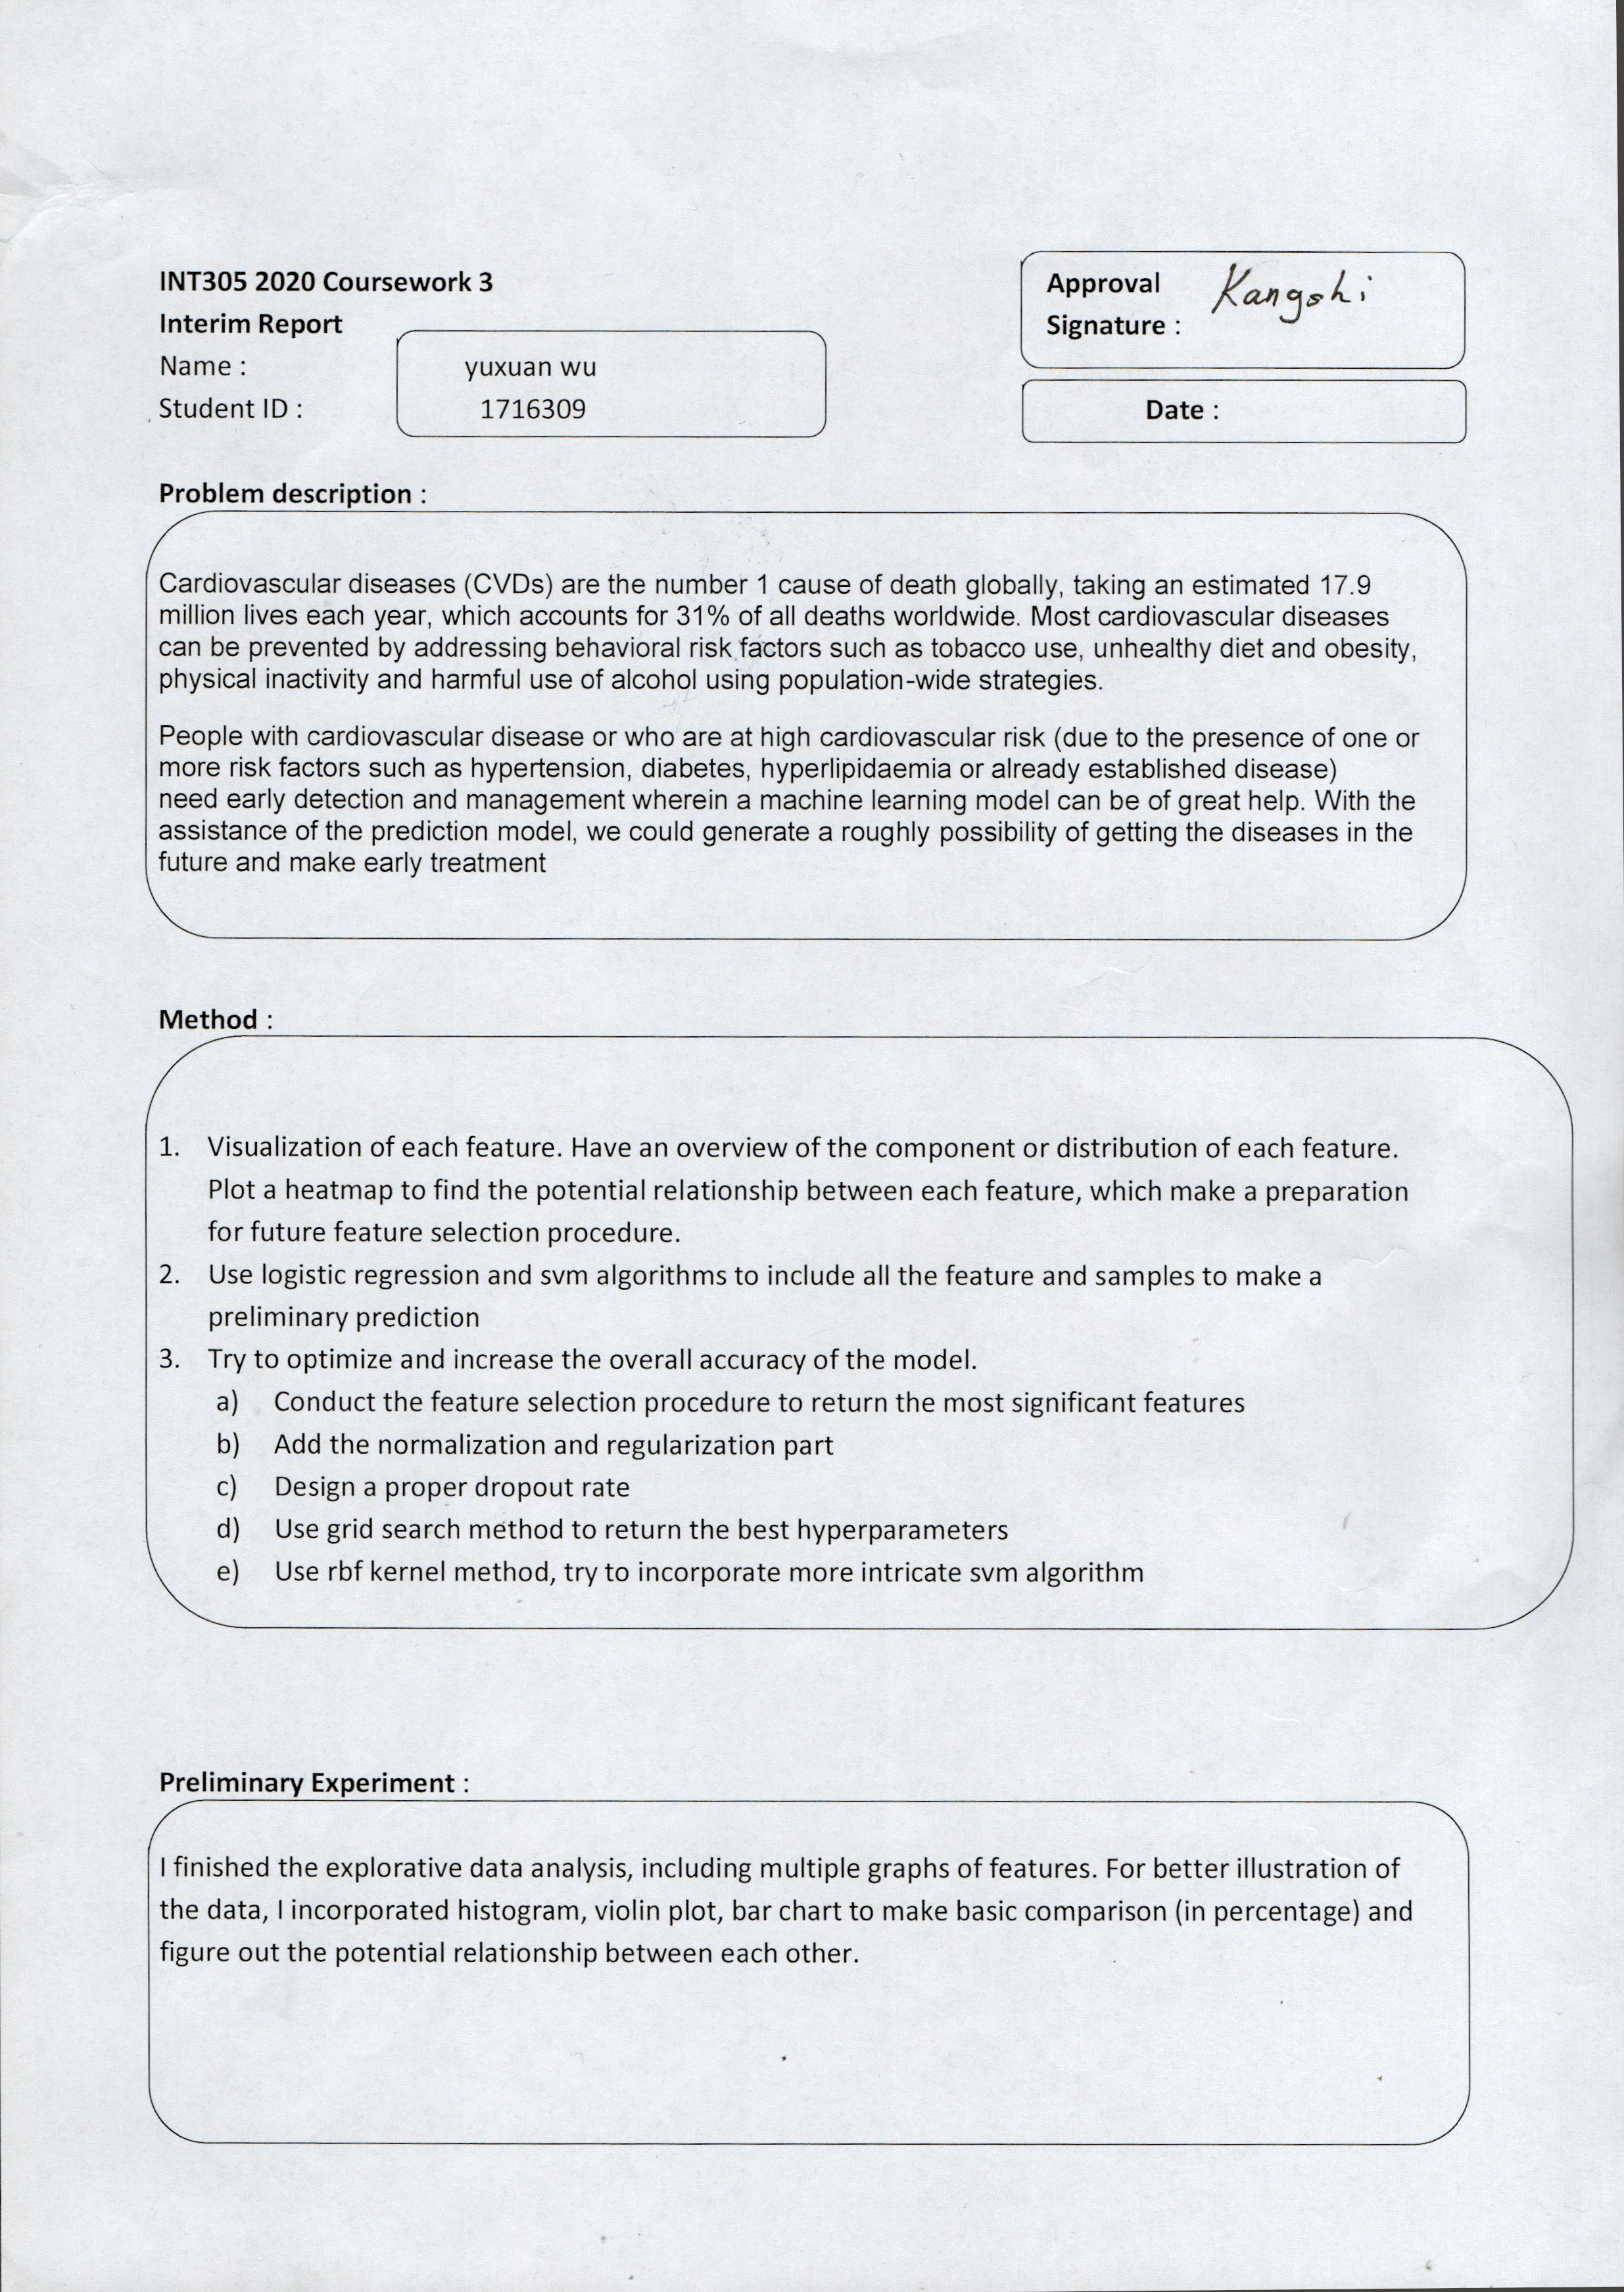 INT305 2020 Coursework 3
Interim Report
Name :
yuxuan wu
Student ID :
1716309
Approval
Signature :
Kangshi
Date :
Problem description :
Cardiovascular diseases (CVDs) are the number 1 cause of death globally, taking an estimated 17.9
million lives each year, which accounts for 31% of all deaths worldwide. Most cardiovascular diseases
can be prevented by addressing behavioral risk factors such as tobacco use, unhealthy diet and obesity,
physical inactivity and harmful use of alcohol using population-wide strategies.
People with cardiovascular disease or who are at high cardiovascular risk (due to the presence of one or
more risk factors such as hypertension, diabetes, hyperlipidaemia or already established disease)
need early detection and management wherein a machine learning model can be of great help. With the
assistance of the prediction model, we could generate a roughly possibility of getting the diseases in the
future and make early treatment
Method :
1. Visualization of each feature. Have an overview of the component or distribution of each feature.
Plot a heatmap to find the potential relationship between each feature, which make a preparation
for future feature selection procedure.
2. Use logistic regression and svm algorithms to include all the feature and samples to make a
preliminary prediction
3. Try to optimize and increase the overall accuracy of the model.
a) Conduct the feature selection procedure to return the most significant features
b) Add the normalization and regularization part
c) Design a proper dropout rate
d) Use grid search method to return the best hyperparameters
e) Use rbf kernel method, try to incorporate more intricate svm algorithm
Preliminary Experiment :
I finished the explorative data analysis, including multiple graphs of features. For better illustration of
the data, I incorporated histogram, violin plot, bar chart to make basic comparison (in percentage) and
figure out the potential relationship between each other.